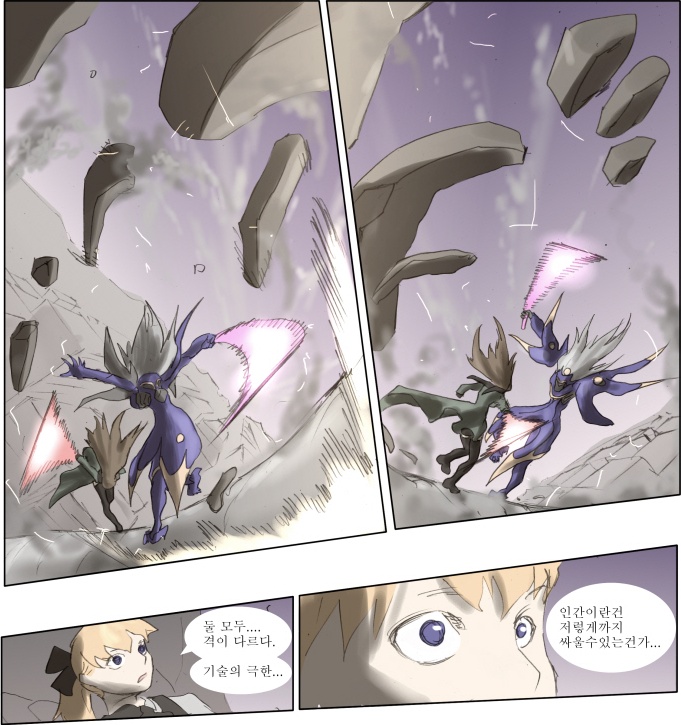 둘 모두....
격이 다르다.
기술의 극한...
인간이란건
저렇게까지
싸울수있는건가...